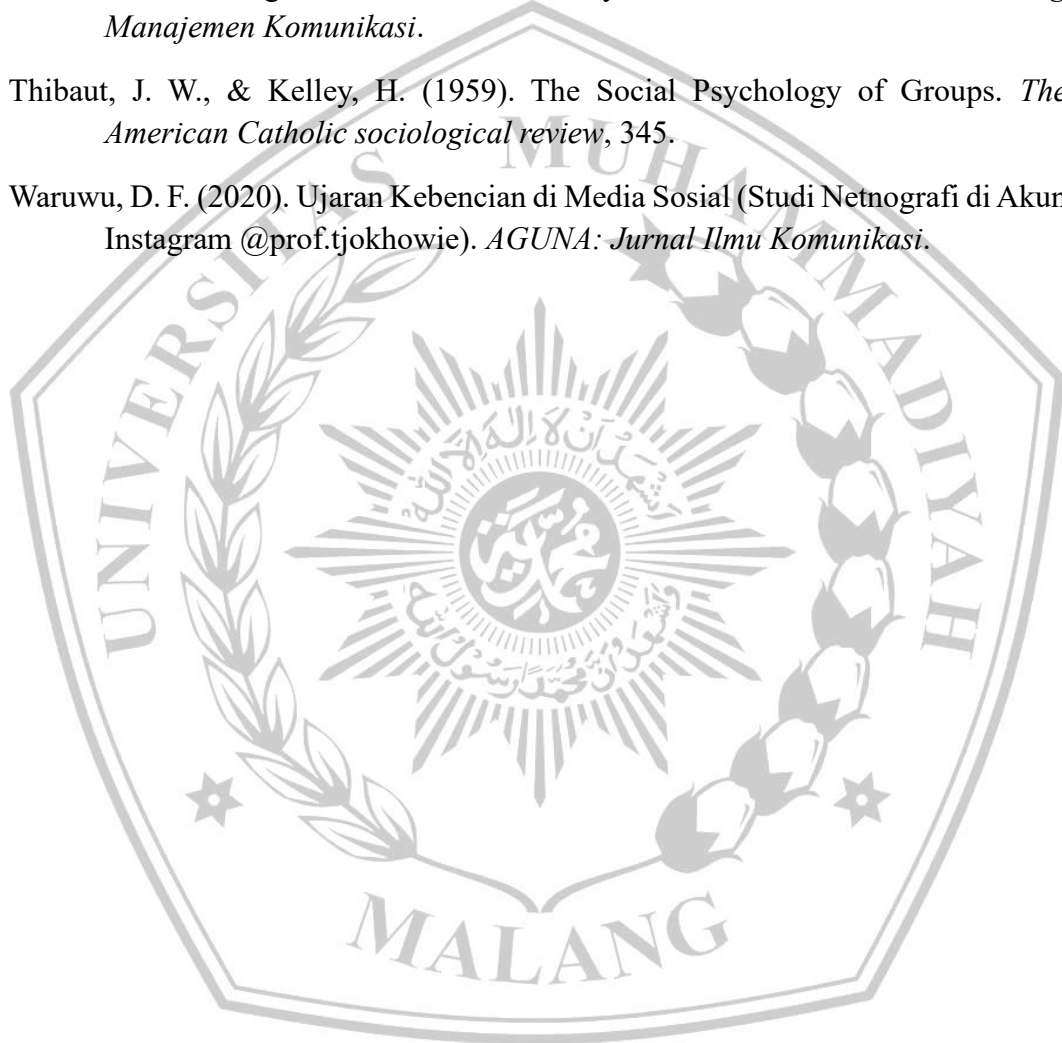 Manajemen Komunikasi.
Thibaut, J. W., & Kelley, H. (1959). The Social Psychology of Groups. The
American Catholic sociological review, 345.
Waruwu, D. F. (2020). Ujaran Kebencian di Media Sosial (Studi Netnografi di Akun
Instagram @prof.tjokhowie). AGUNA: Jurnal Ilmu Komunikasi.
UNIVERSITAS MUHAMMADIYAH
MALANG